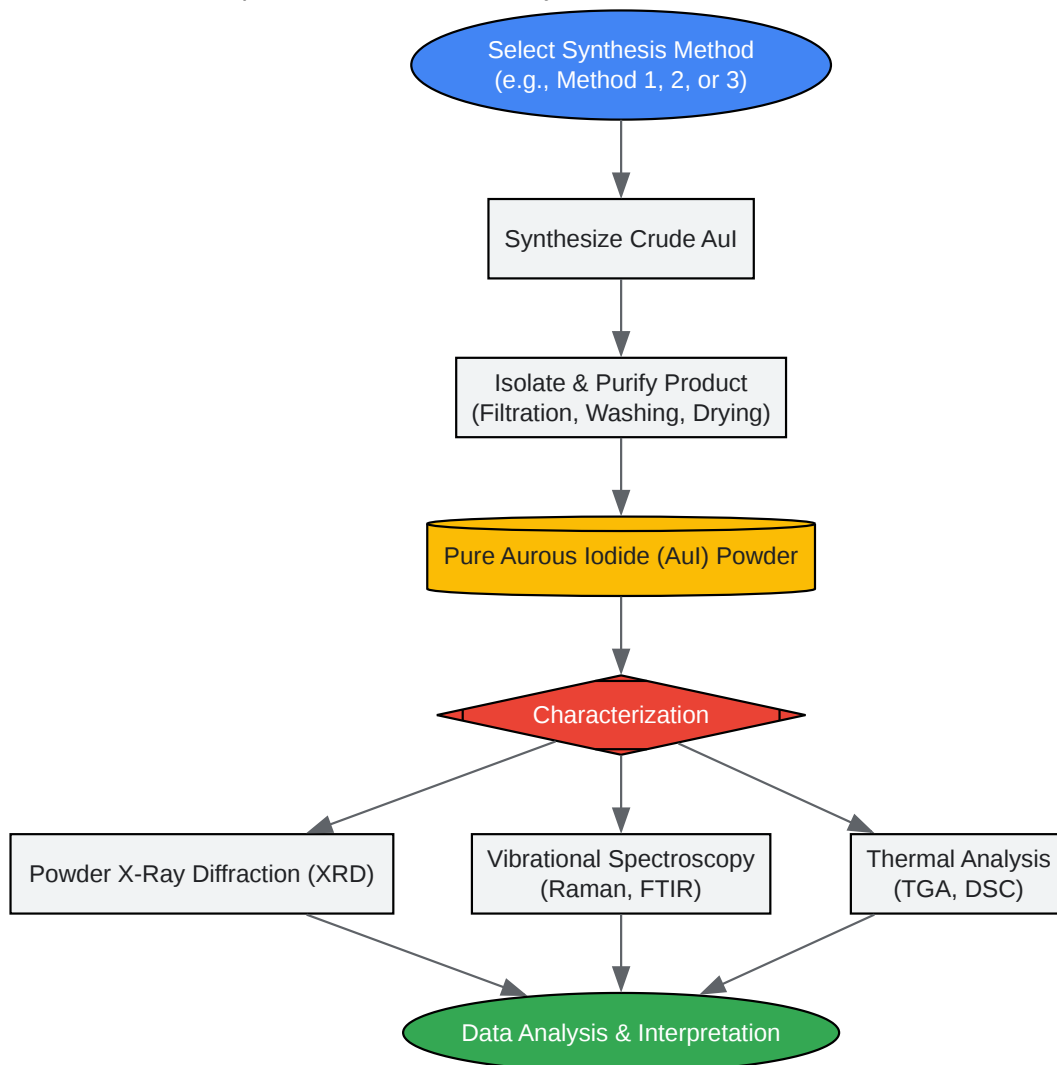 Select Synthesis Method
(e.g., Method 1, 2, or 3)
Synthesize Crude AuI
Isolate & Purify Product
(Filtration, Washing, Drying)
Pure Aurous Iodide (AuI) Powder
Characterization
Powder X-Ray Diffraction (XRD)
Vibrational Spectroscopy
(Raman, FTIR)
Thermal Analysis
(TGA, DSC)
Data Analysis & Interpretation